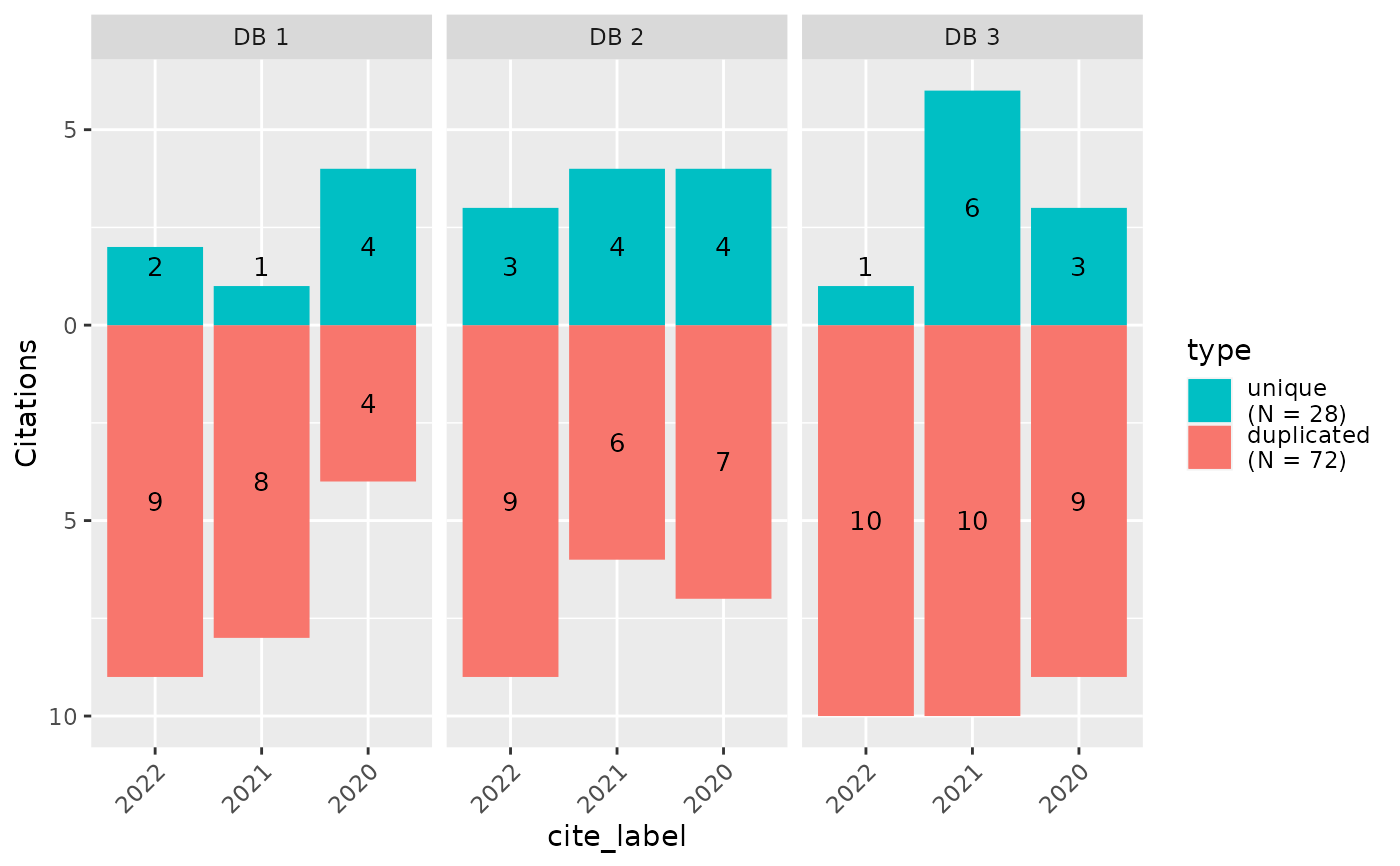 DB 1 DB 2 DB 3
Citations
5
0
5
10
2 1 4 3 4 4 1 6 3
9 8 4 9 6 7 10 10 9
2022 2021 2020 2022 2021 2020 2022 2021 2020
cite_label
type
unique
(N = 28)
duplicated
(N = 72)